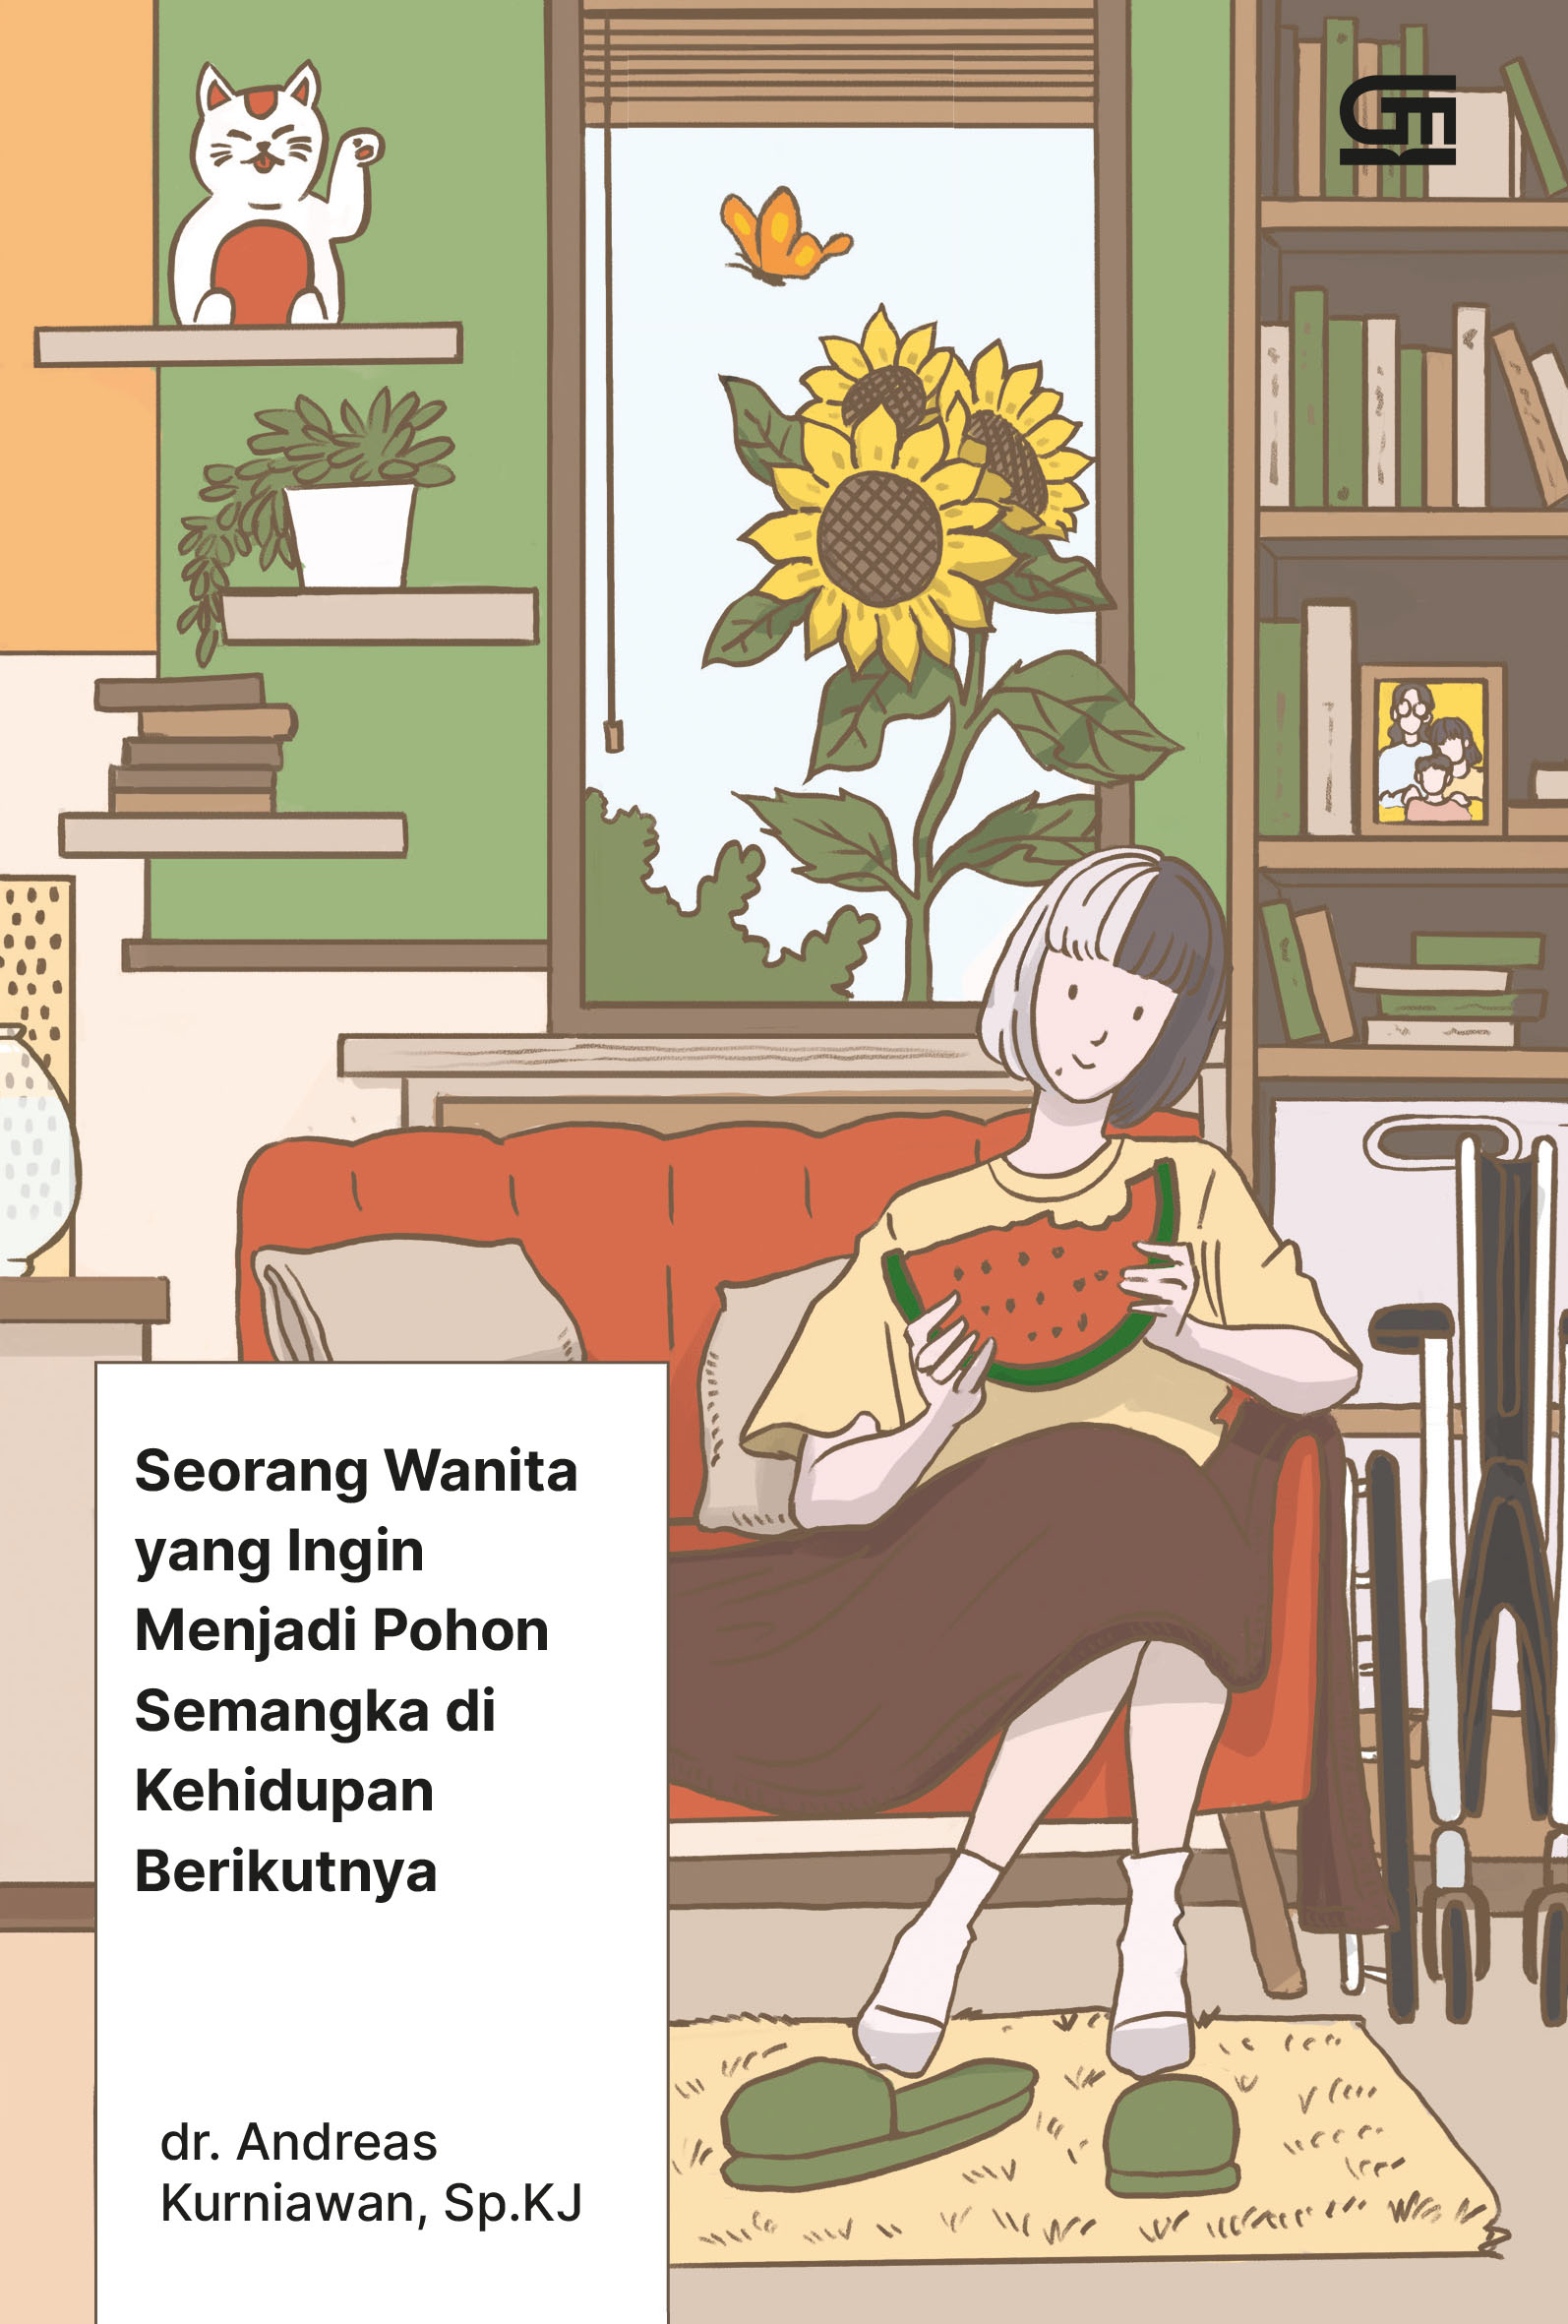 Seorang Wanita
yang Ingin
Menjadi Pohon
Semangka di
Kehidupan
Berikutnya
dr. Andreas
Kurniawan, Sp.KJ